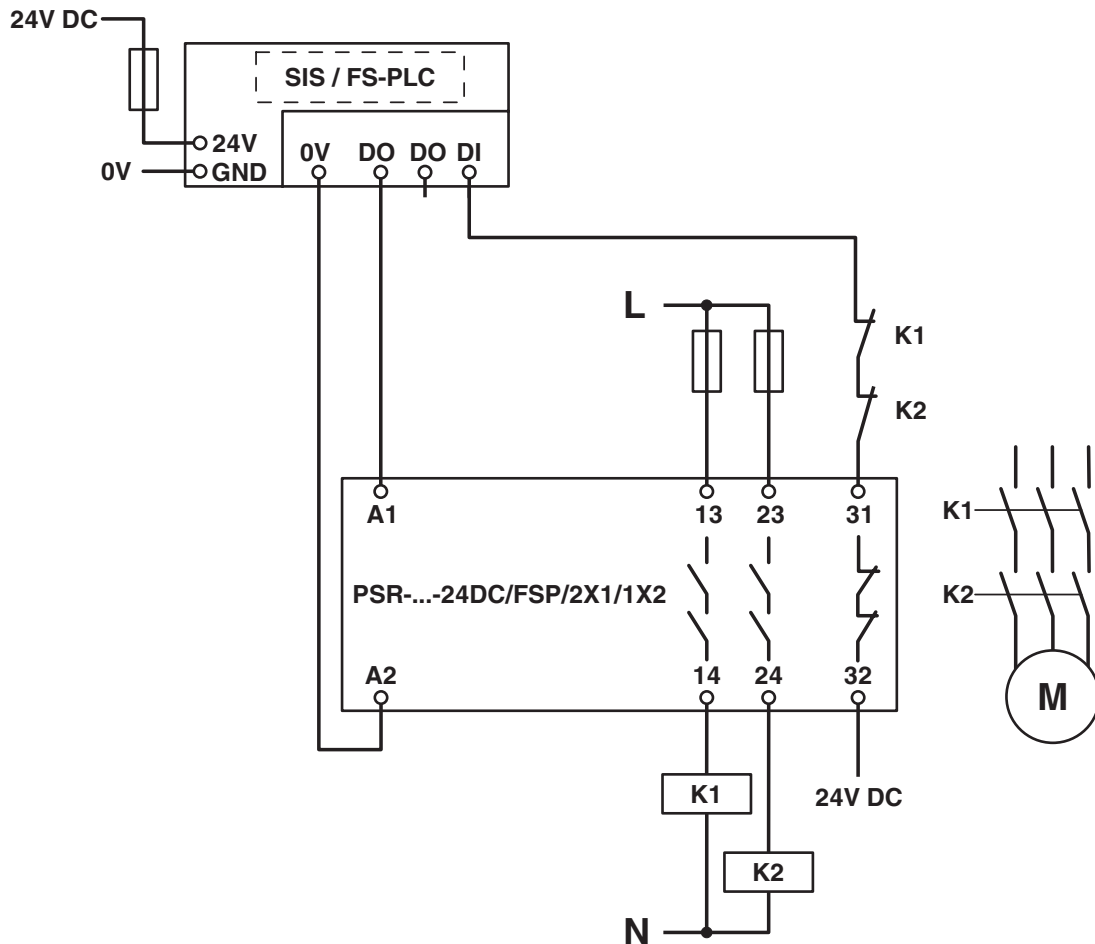 24V DC
SIS / FS-PLC
24V
0V
GND
0V DO DO DI
L
K1
K2
A1
13 23 31
K1
PSR-...-24DC/FSP/2X1/1X2
K2
A2
14 24 32
M
K1
24V DC
K2
N